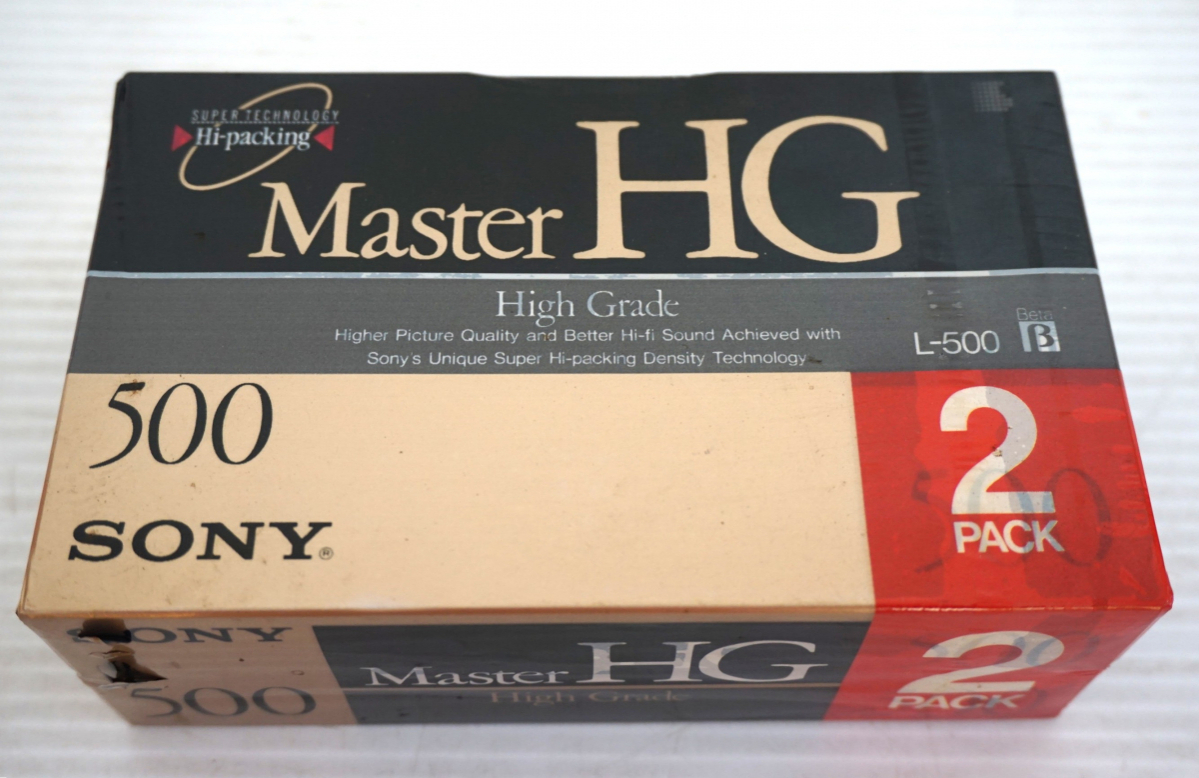 SUPER TECHNOLOGY
Hi-packing
Master HG
High Grade
Higher Picture Quality and Better Hi-fi Sound Achieved with
Sony's Unique Super Hi-packing Density Technology
L-500
Beta
β
500
SONY®
2
PACK
SONY
500
Master HG
High Grade
2
PACK